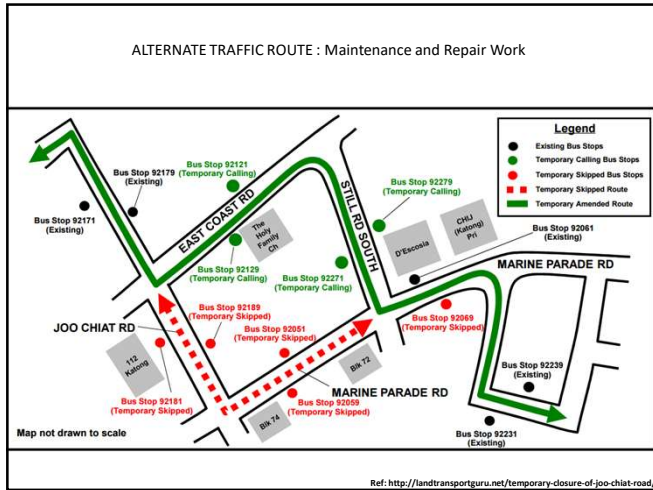 ALTERNATE TRAFFIC ROUTE : Maintenance and Repair Work
Legend
Existing Bus Stops
Temporary Calling Bus Stops
Temporary Skipped Bus Stops
Temporary Skipped Route
Temporary Amended Route
Bus Stop 92121
(Temporary Calling)
Bus Stop 92179
(Existing)
Bus Stop 92171
(Existing)
EAST COAST RD
The
Holy
Family
Ch
STILL RD SOUTH
Bus Stop 92279
(Temporary Calling)
D'Escosia
CHIJ
(Katong)
Pri
Bus Stop 92061
(Existing)
MARINE PARADE RD
Bus Stop 92129
(Temporary Calling)
Bus Stop 92271
(Temporary Calling)
Bus Stop 92189
(Temporary Skipped)
JOO CHIAT RD
Bus Stop 92051
(Temporary Skipped)
Bus Stop 92069
(Temporary Skipped)
112
Katong
Blk 72
Bus Stop 92239
(Existing)
MARINE PARADE RD
Bus Stop 92181
(Temporary Skipped)
Bus Stop 92059
(Temporary Skipped)
Blk 74
Bus Stop 92231
(Existing)
Map not drawn to scale
Ref: http://landtransportguru.net/temporary-closure-of-joo-chiat-road/